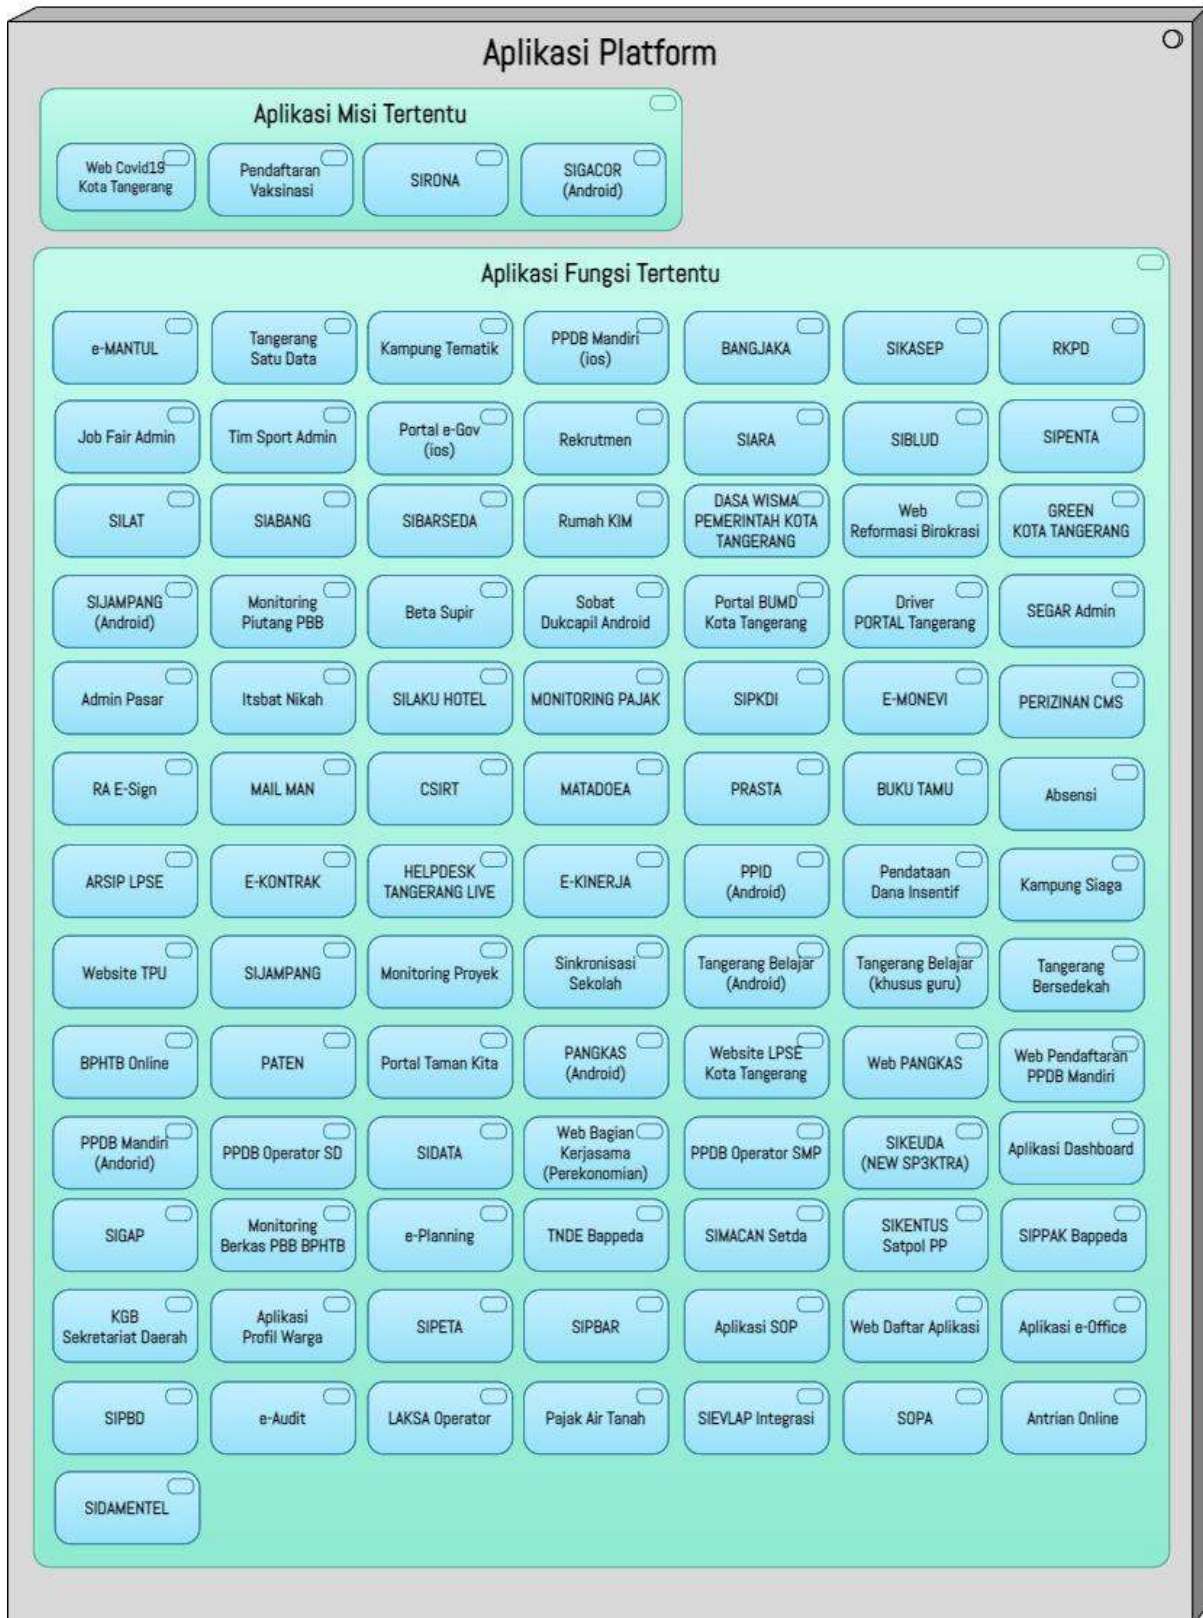 Aplikasi Platform
Aplikasi Misi Tertentu
Web Covid19
Kota Tangerang
Pendaftaran
Vaksinasi
SIRONA
SIGACOR
(Android)
Aplikasi Fungsi Tertentu
e-MANTUL
Tangerang
Satu Data
Kampung Tematik
PPDB Mandiri
(ios)
BANGJAKA
SIKASEP
RKPD
Job Fair Admin
Tim Sport Admin
Portal e-Gov
(ios)
Rekrutmen
SIARA
SIBLUD
SIPENTA
SILAT
SIABANG
SIBARSEDA
Rumah KIM
DASA WISMA
PEMERINTAH KOTA
TANGERANG
Web
Reformasi Birokrasi
GREEN
KOTA TANGERANG
SIJAMPANG
(Android)
Monitoring
Piutang PBB
Beta Supir
Sobat
Dukcapil Android
Portal BUMD
Kota Tangerang
Driver
PORTAL Tangerang
SEGAR Admin
Admin Pasar
Itsbat Nikah
SILAKU HOTEL
MONITORING PAJAK
SIPKDI
E-MONEVI
PERIZINAN CMS
RA E-Sign
MAIL MAN
CSIRT
MATADOEA
PRASTA
BUKU TAMU
Absensi
ARSIP LPSE
E-KONTRAK
HELPDESK
TANGERANG LIVE
E-KINERJA
PPID
(Android)
Pendataan
Dana Insentif
Kampung Siaga
Website TPU
SIJAMPANG
Monitoring Proyek
Sinkronisasi
Sekolah
Tangerang Belajar
(Android)
Tangerang Belajar
(khusus guru)
Tangerang
Bersedekah
BPHTB Online
PATEN
Portal Taman Kita
PANGKAS
(Android)
Website LPSE
Kota Tangerang
Web PANGKAS
Web Pendaftaran
PPDB Mandiri
PPDB Mandiri
(Andorid)
PPDB Operator SD
SIDATA
Web Bagian
Kerjasama
(Perekonomian)
PPDB Operator SMP
SIKEUDA
(NEW SP3KTRA)
Aplikasi Dashboard
SIGAP
Monitoring
Berkas PBB BPHTB
e-Planning
TNDE Bappeda
SIMACAN Setda
SIKENTUS
Satpol PP
SIPPAK Bappeda
KGB
Sekretariat Daerah
Aplikasi
Profil Warga
SIPETA
SIPBAR
Aplikasi SOP
Web Daftar Aplikasi
Aplikasi e-Office
SIPBD
e-Audit
LAKSA Operator
Pajak Air Tanah
SIEVLAP Integrasi
SOPA
Antrian Online
SIDAMENTEL